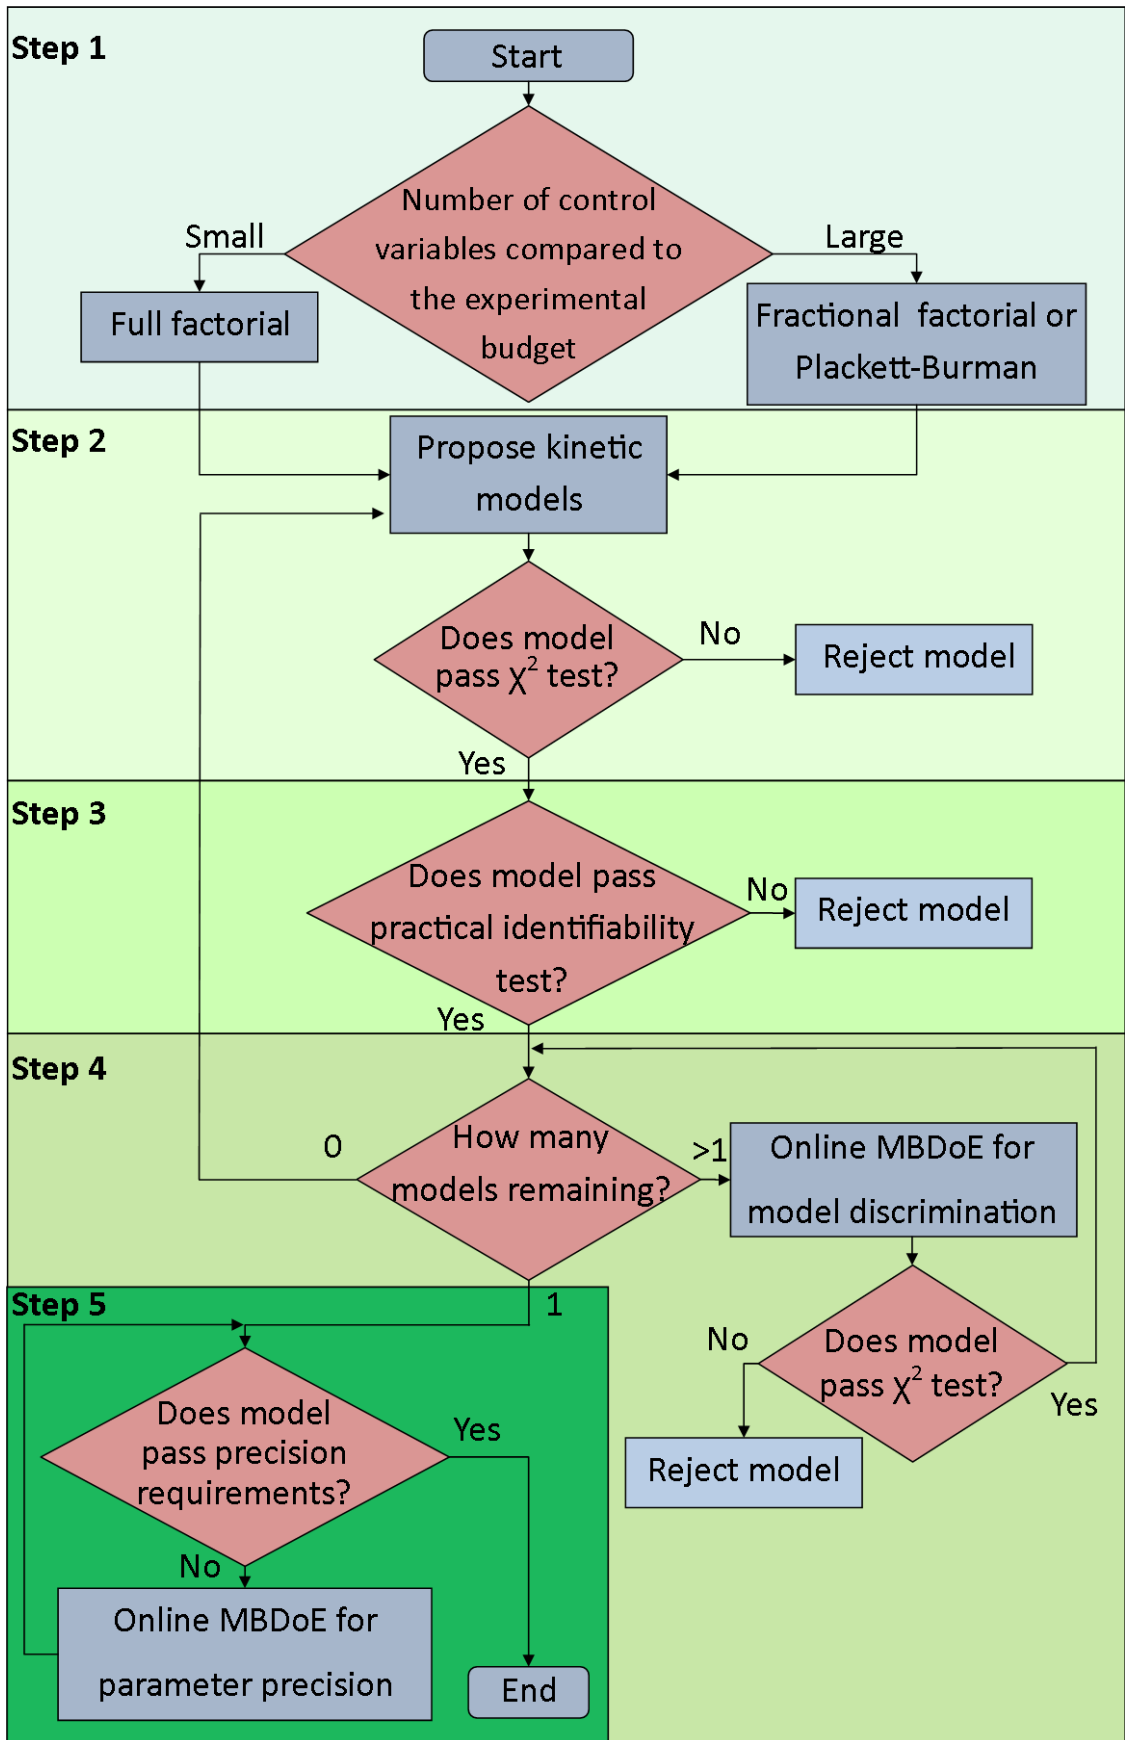 Step 1
Start
Number of control
variables compared to
the experimental
budget
Small
Large
Full factorial
Fractional factorial or
Plackett-Burman
Step 2
Propose kinetic
models
Does model
pass χ² test?
No
Reject model
Yes
Step 3
Does model pass
practical identifiability
test?
No
Reject model
Yes
Step 4
How many
models remaining?
0
>1
Online MBDoE for
model discrimination
1
Does model
pass χ² test?
No
Yes
Reject model
Step 5
Does model
pass precision
requirements?
Yes
No
Online MBDoE for
parameter precision
End